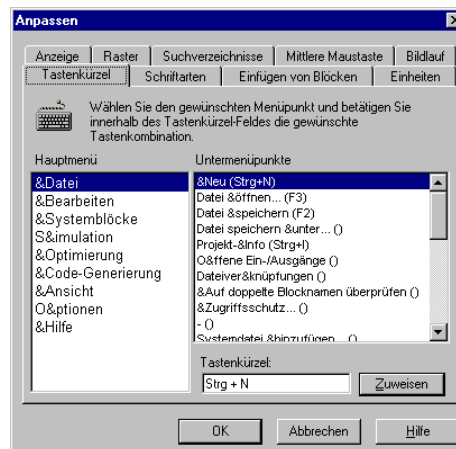 Anpassen
Anzeige Raster Suchverzeichnisse Mittlere Maustaste Bildlauf
Tastenkürzel Schriftarten Einfügen von Blöcken Einheiten
Wählen Sie den gewünschten Menüpunkt und betätigen Sie
innerhalb des Tastenkürzel-Feldes die gewünschte
Tastenkombination.
Hauptmenü
&Datei
&Bearbeiten
&Systemblöcke
S&imulation
&Optimierung
&Code-Generierung
&Ansicht
O&ptionen
&Hilfe
Untermenüpunkte
&Neu (Strg+N)
Datei &öffnen... (F3)
Datei &speichern (F2)
Datei speichern &unter... ()
Projekt-&Info (Strg+I)
O&ffene Ein-/Ausgänge ()
Dateiver&knüpfungen ()
&Auf doppelte Blocknamen überprüfen ()
&Zugriffsschutz... ()
- ()
Systemdatei &hinzufügen... ()
Tastenkürzel:
Strg + N
Zuweisen
OK Abbrechen Hilfe